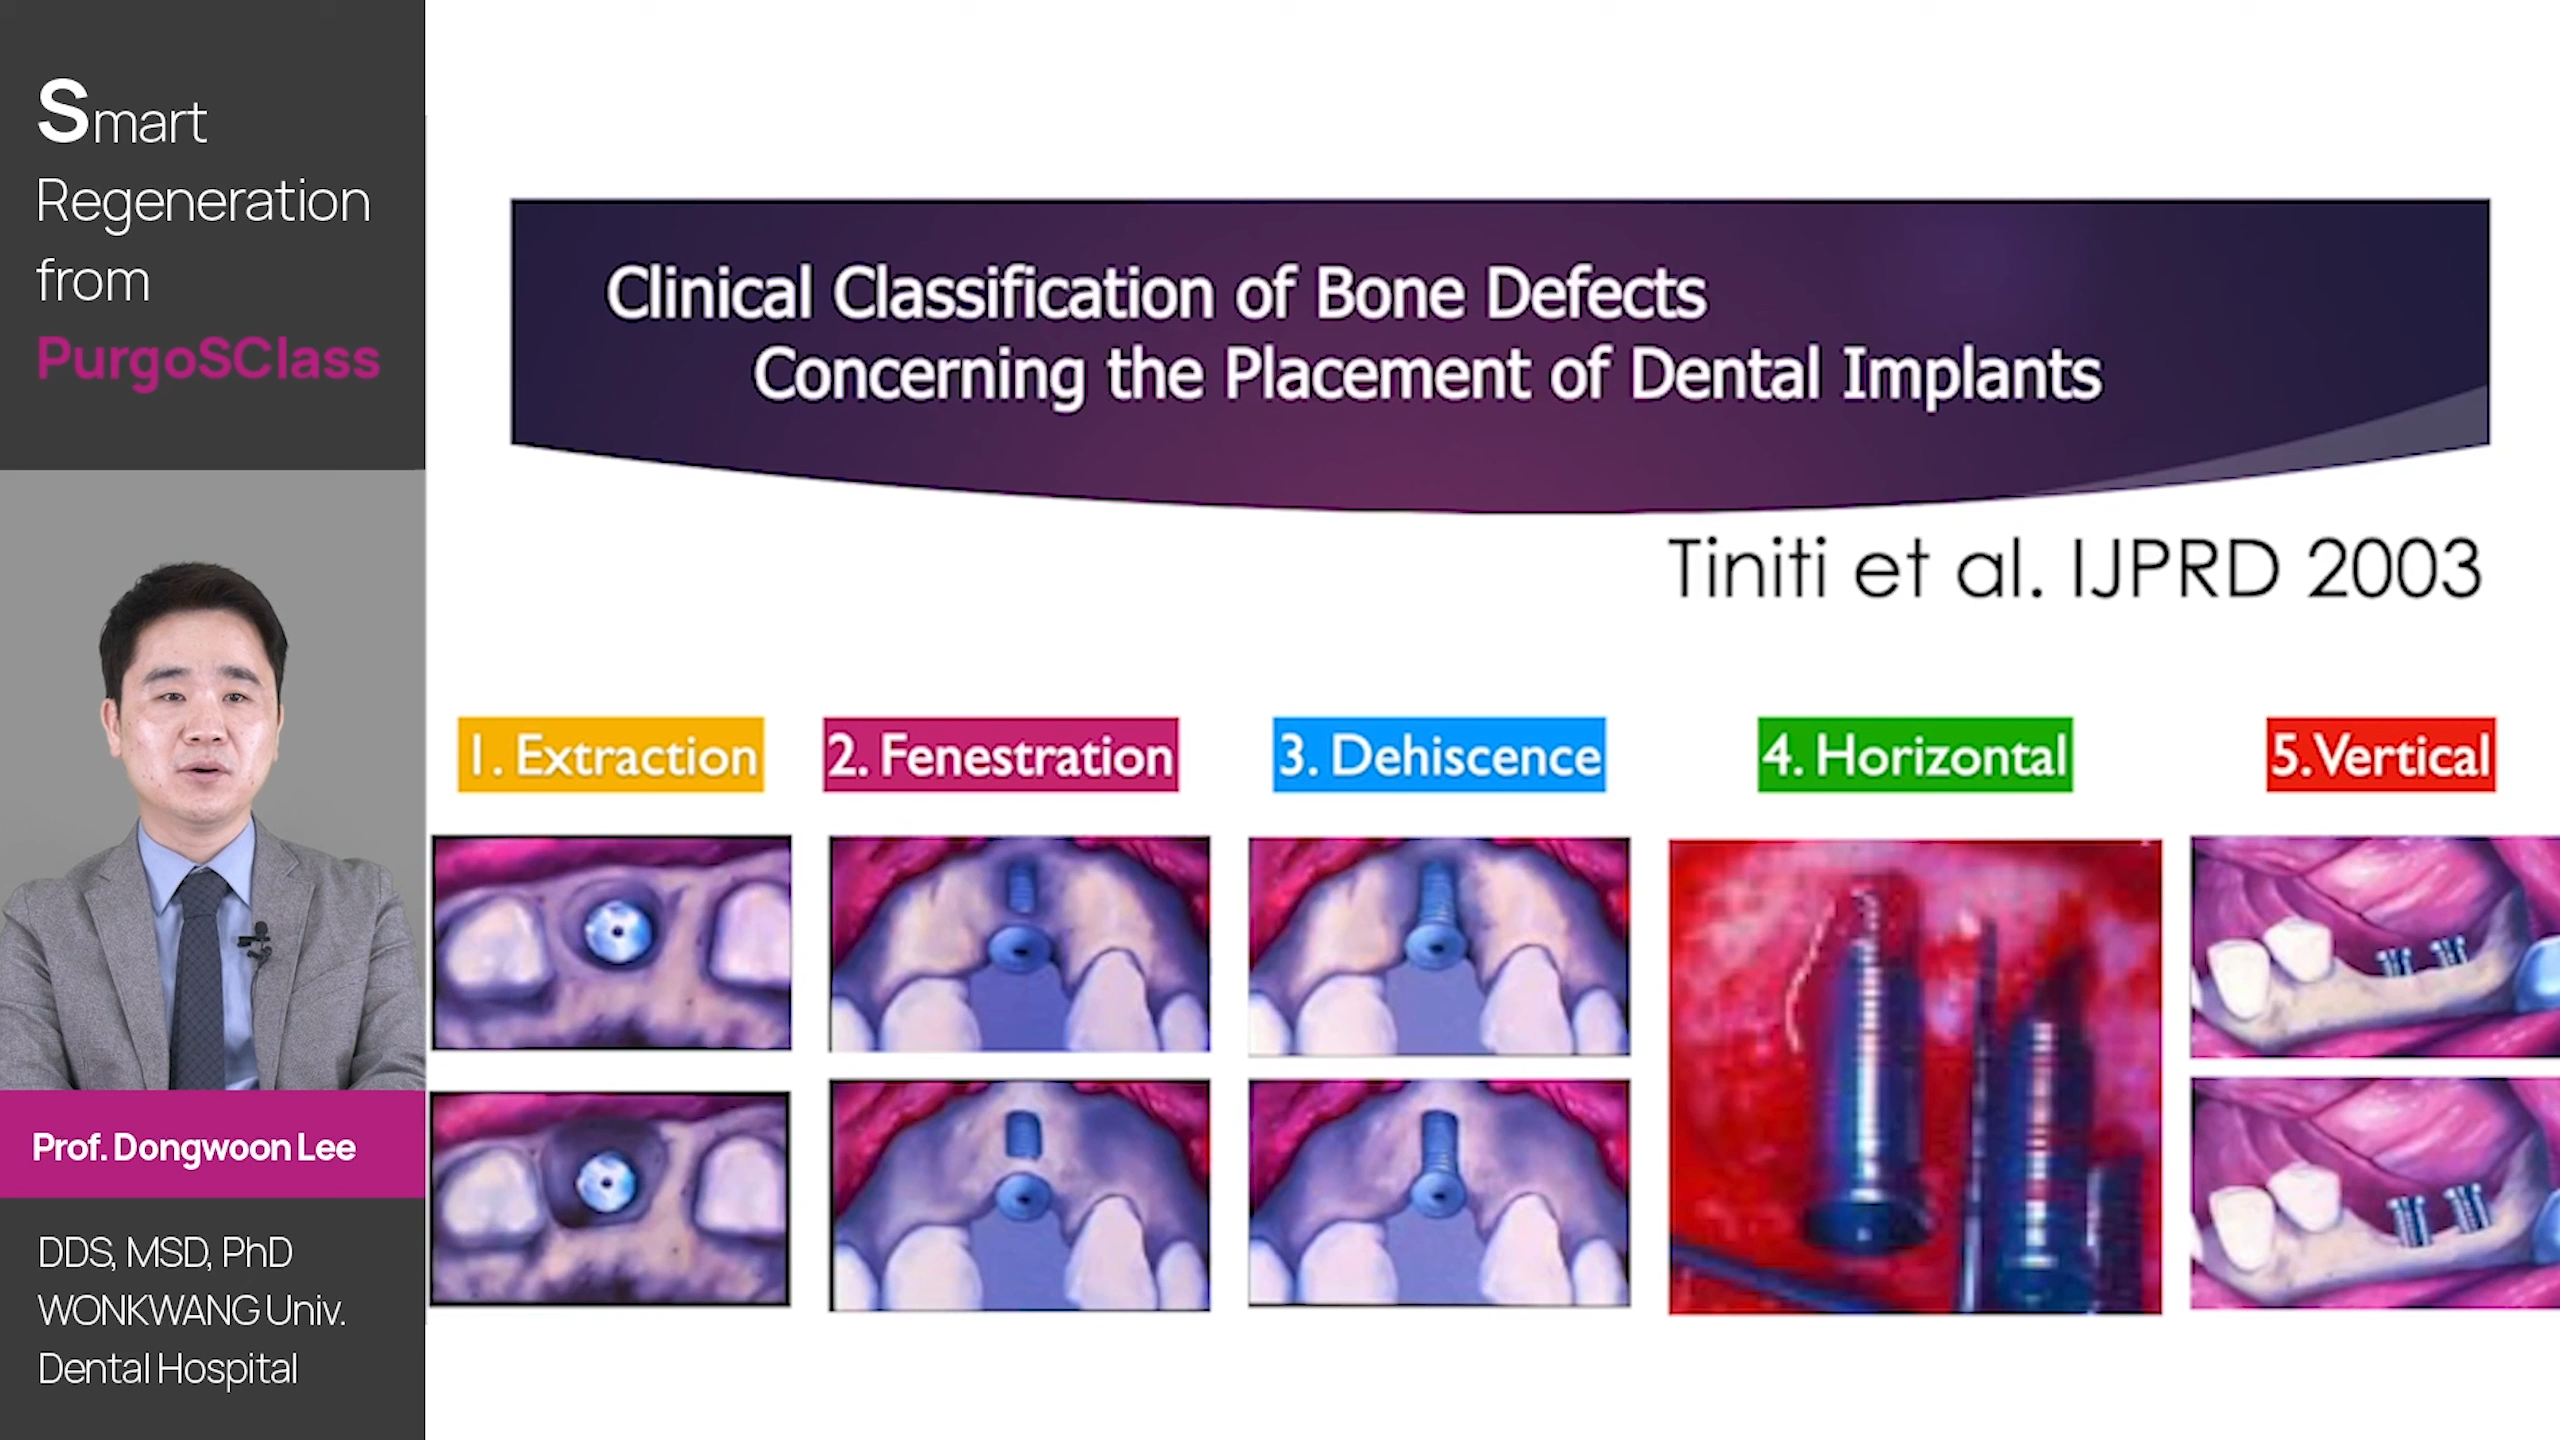 Smart
Regeneration
from
PurgoSClass
Prof. Dongwoon Lee
DDS, MSD, PhD
WONKWANG Univ.
Dental Hospital
Clinical Classification of Bone Defects
Concerning the Placement of Dental Implants
Tiniti et al. IJPRD 2003
1. Extraction
2. Fenestration
3. Dehiscence
4. Horizontal
5. Vertical